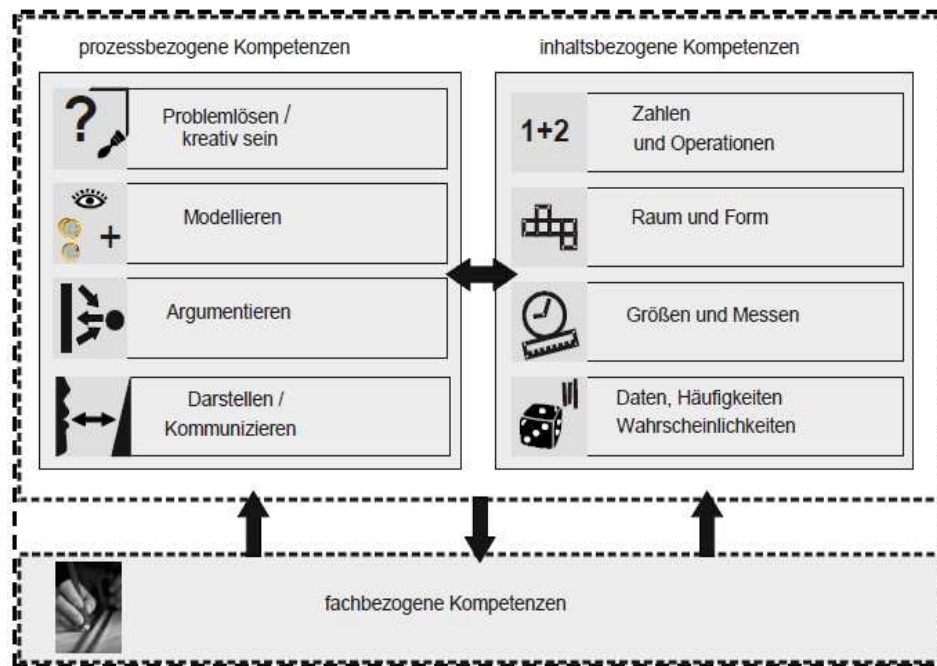 prozessbezogene Kompetenzen
?
Problemlösen /
kreativ sein
+
Modellieren
Argumentieren
Darstellen /
Kommunizieren
inhaltsbezogene Kompetenzen
1+2
Zahlen
und Operationen
Raum und Form
Größen und Messen
Daten, Häufigkeiten
Wahrscheinlichkeiten
fachbezogene Kompetenzen